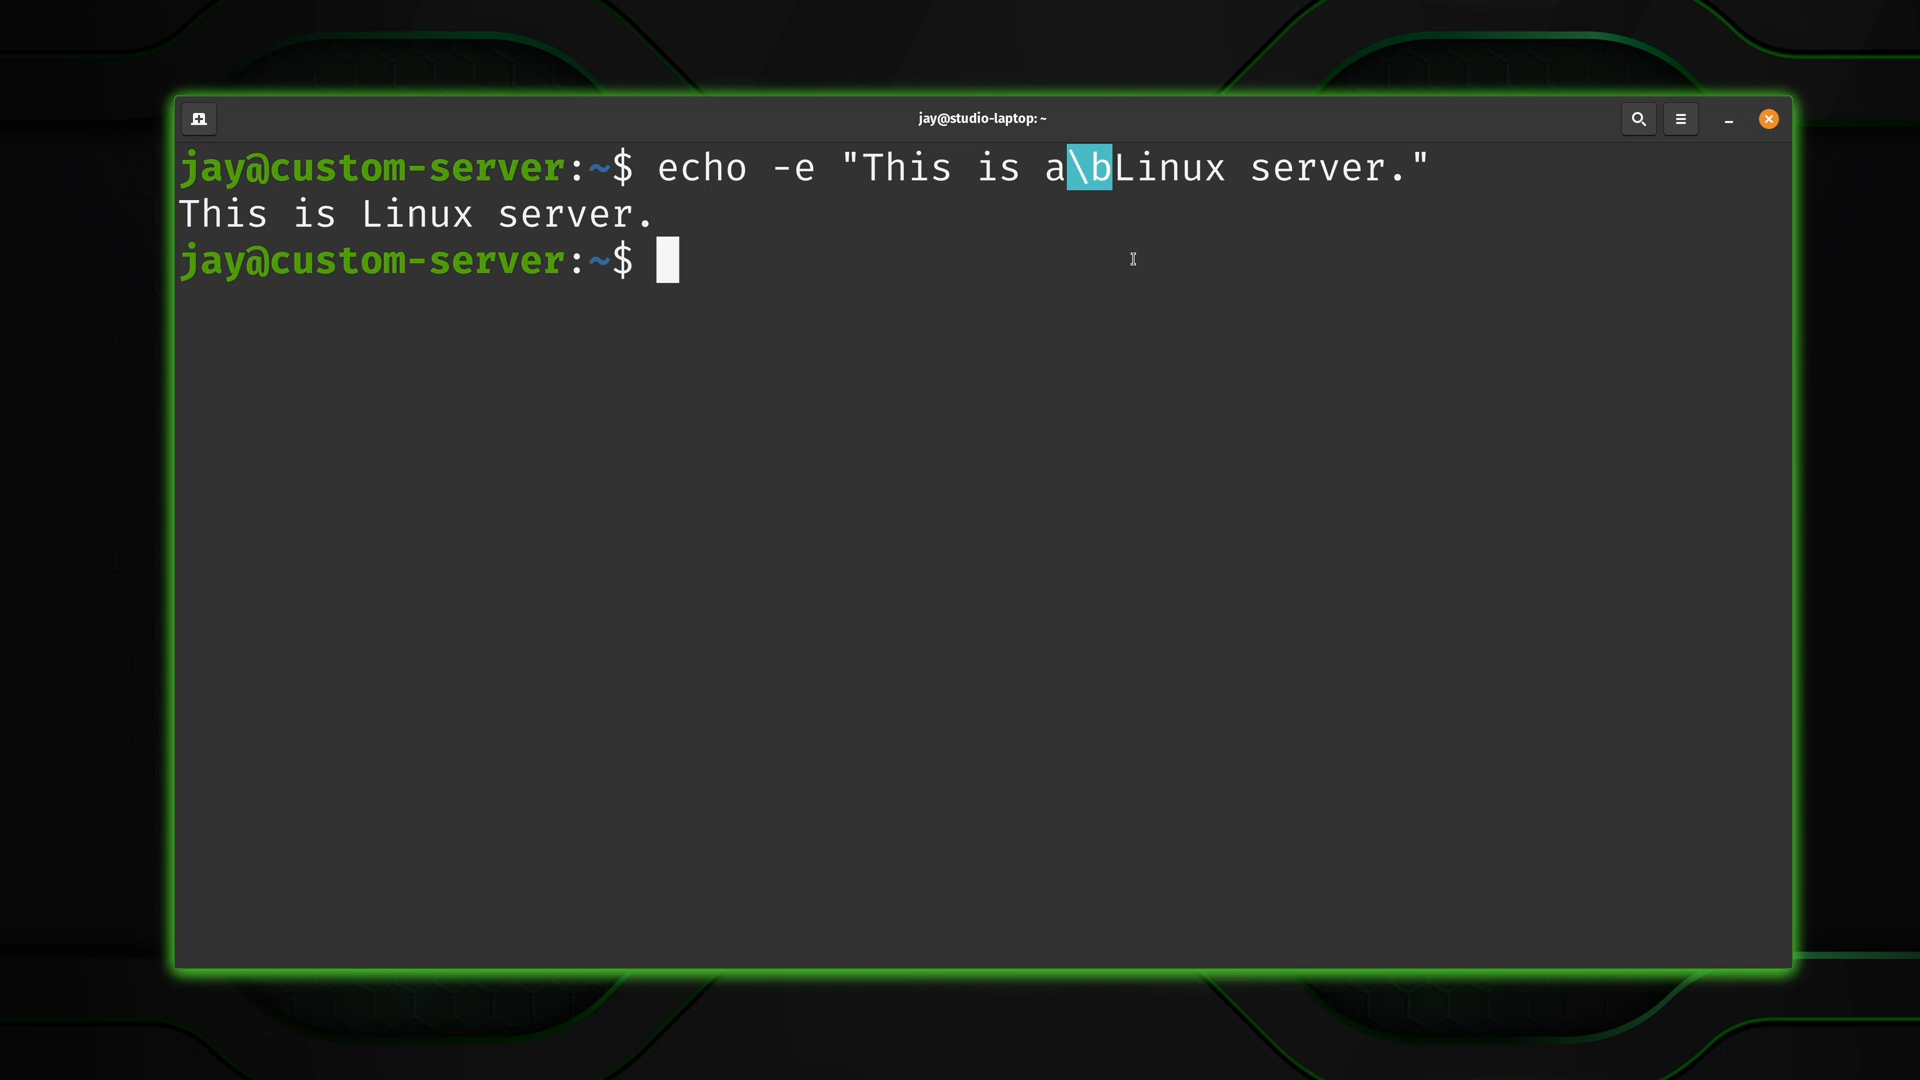 jay@studio-laptop: ~
jay@custom-server:~$ echo -e "This is a\bLinux server."
This is Linux server.
jay@custom-server:~$